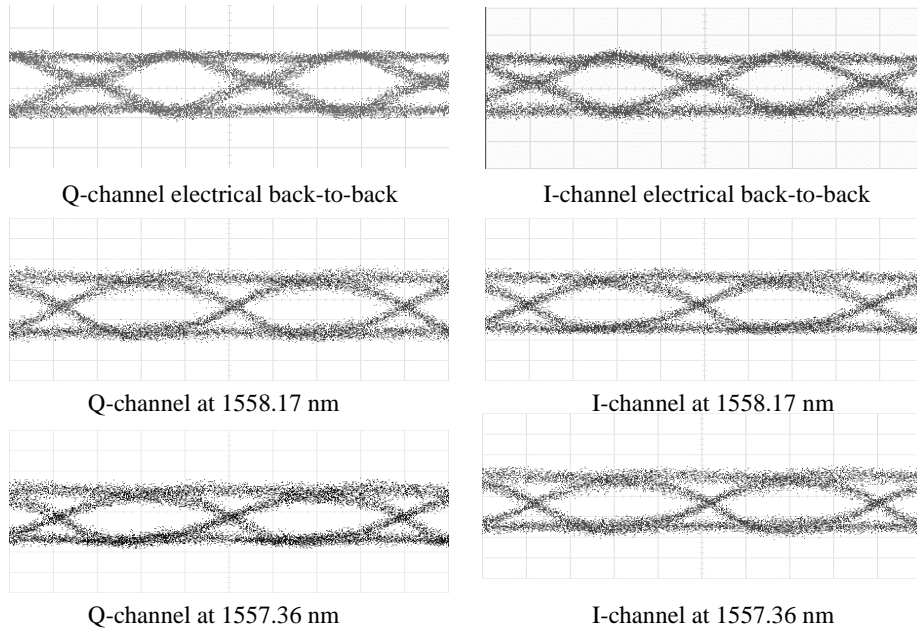 Q-channel electrical back-to-back
I-channel electrical back-to-back
Q-channel at 1558.17 nm
I-channel at 1558.17 nm
Q-channel at 1557.36 nm
I-channel at 1557.36 nm